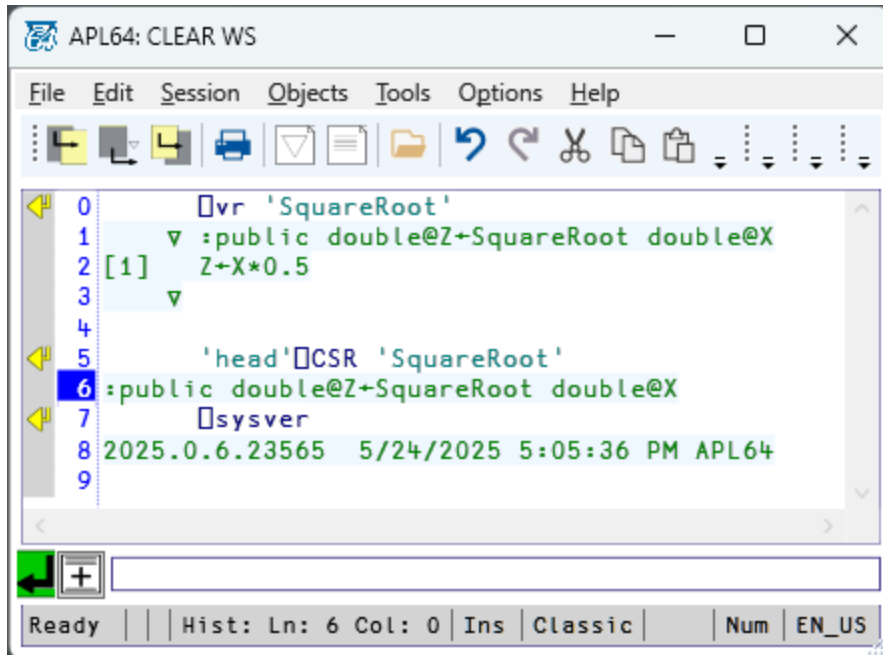 APL64: CLEAR WS
File Edit Session Objects Tools Options Help
0 ⎕vr 'SquareRoot'
1 ∇ :public double@Z←SquareRoot double@X
2 [1] Z←X*0.5
3 ∇
4
5 'head'⎕CSR 'SquareRoot'
6 :public double@Z←SquareRoot double@X
7 ⎕sysver
8 2025.0.6.23565 5/24/2025 5:05:36 PM APL64
9
Ready Hist: Ln: 6 Col: 0 Ins Classic Num EN_US